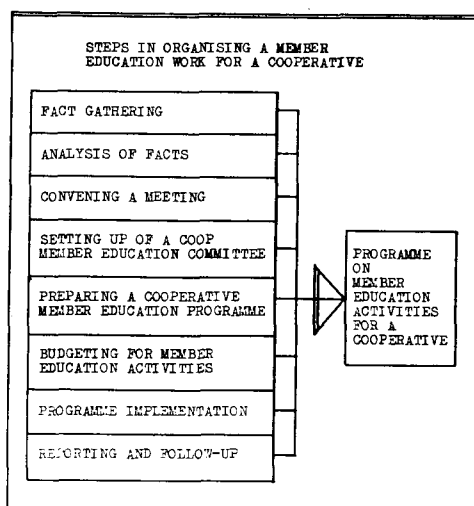 STEPS IN ORGANISING A MEMBER
EDUCATION WORK FOR A COOPERATIVE
FACT GATHERING
ANALYSIS OF FACTS
CONVENING A MEETING
SETTING UP OF A COOP
MEMBER EDUCATION COMMITTEE
PREPARING A COOPERATIVE
MEMBER EDUCATION PROGRAMME
BUDGETING FOR MEMBER
EDUCATION ACTIVITIES
PROGRAMME IMPLEMENTATION
REPORTING AND FOLLOW-UP
PROGRAMME
ON
MEMBER
EDUCATION
ACTIVITIES
FOR A
COOPERATIVE